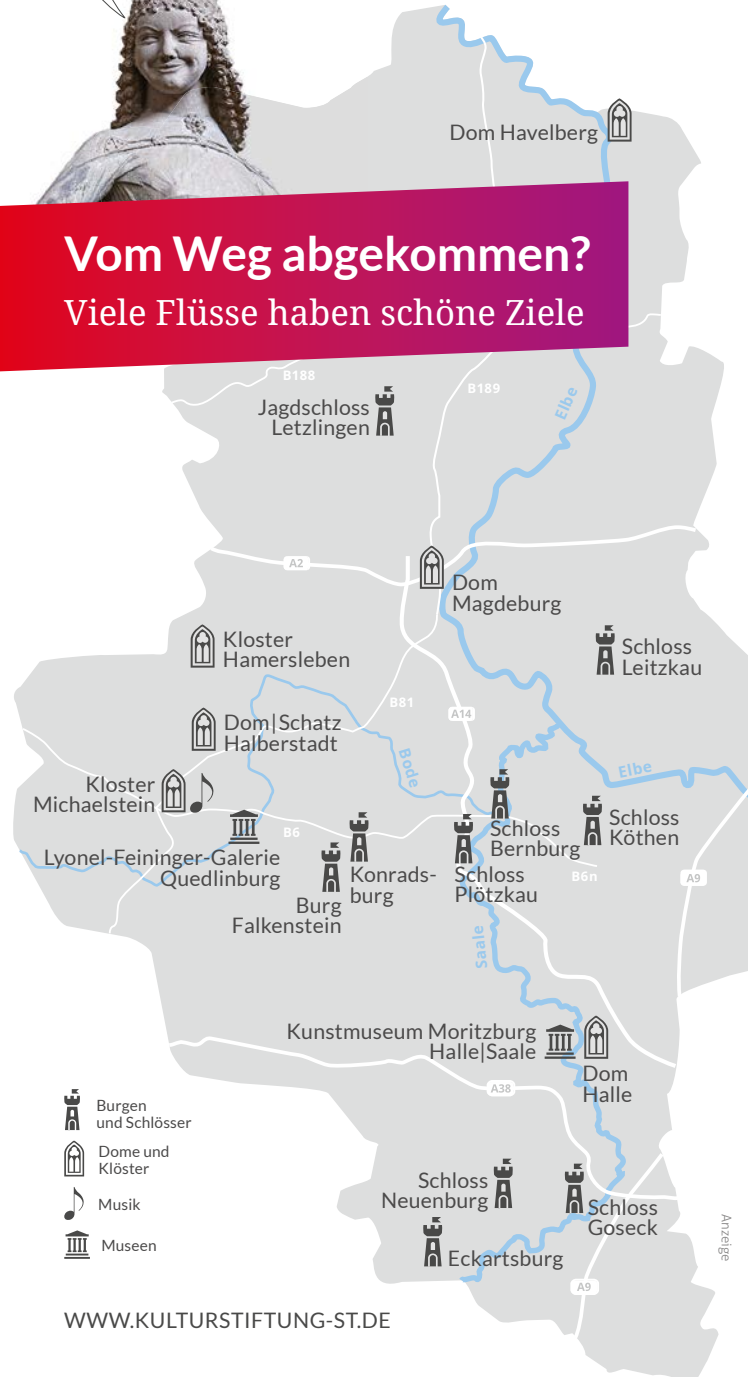 Dom Havelberg
Vom Weg abgekommen?
Viele Flüsse haben schöne Ziele
B188
B189
Elbe
Jagdschloss
Letzlingen
A2
Dom
Magdeburg
Kloster
Hamersleben
Schloss
Leitzkau
B81
A14
Dom|Schatz
Halberstadt
Bode
Elbe
Kloster
Michaelstein
Schloss
Bernburg
Schloss
Köthen
B6
Lyonel-Feininger-Galerie
Quedlinburg
Konrads-
burg
Schloss
Plötzkau
B6n
A9
Burg
Falkenstein
Saale
Kunstmuseum Moritzburg
Halle|Saale
Dom
Halle
A38
Burgen
und Schlösser
Dome und
Klöster
Musik
Museen
Schloss
Neuenburg
Schloss
Goseck
Eckartsburg
A9
Anzeige
WWW.KULTURSTIFTUNG-ST.DE